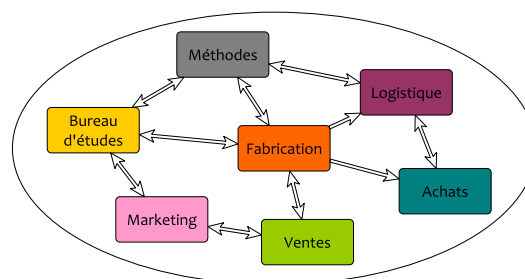 Méthodes
Logistique
Bureau
d'études
Fabrication
Achats
Marketing
Ventes